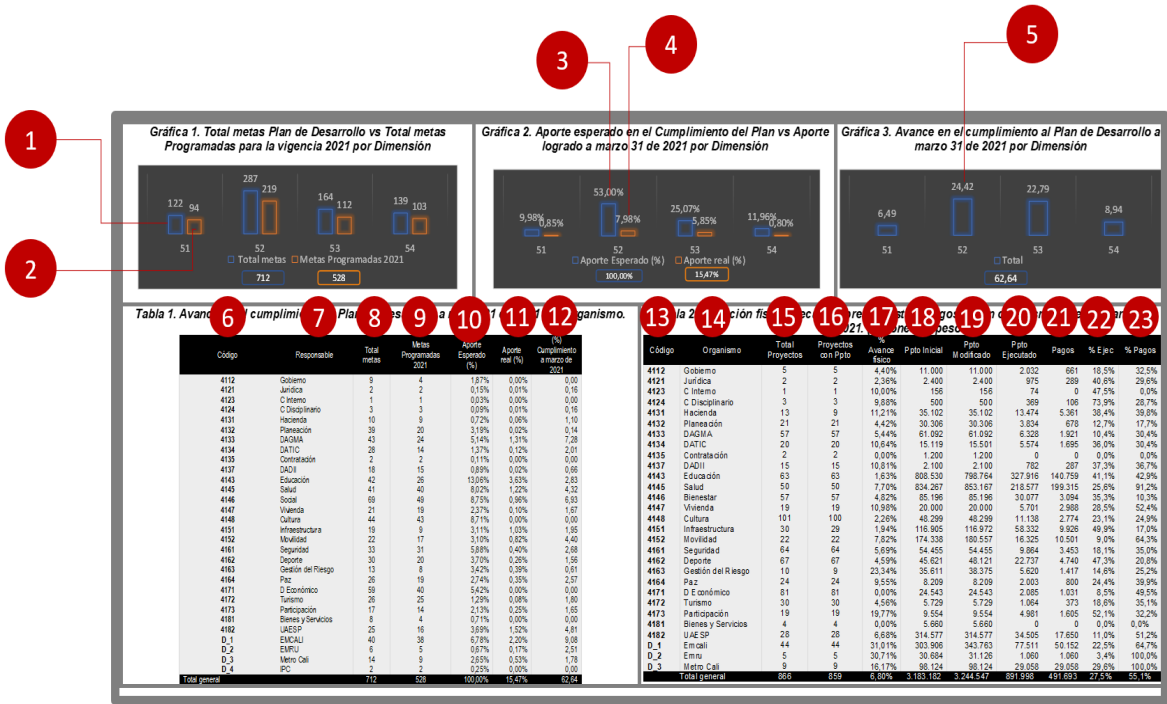 3
4
5
1
2
Gráfica 1. Total metas Plan de Desarrollo vs Total metas
Programadas para la vigencia 2021 por Dimensión
287
219
164
122
94
112
139
103
51
52
53
54
Total metas
Metas Programadas 2021
712
528
Gráfica 2. Aporte esperado en el Cumplimiento del Plan vs Aporte
logrado a marzo 31 de 2021 por Dimensión
53,00%
25,07%
9,98%
0,85%
7,98%
5,85%
11,96%
0,80%
51
52
53
54
Aporte Esperado (%)
Aporte real (%)
100,00%
15,47%
Gráfica 3. Avance en el cumplimiento al Plan de Desarrollo a
marzo 31 de 2021 por Dimensión
24,42
22,79
6,49
8,94
51
52
53
54
Total
62,64
6 7 8 9 10 11 12
Tabla 1. Avan cumplimie Pla es a organismo.
Código Responsable Total metas Metas Programadas 2021 Aporte Esperado (%) Aporte real (%) (%) Cumplimiento a marzo de 2021
4112 Gobierno 9 4 1,87% 0,00% 0,00
4121 Jurídica 2 2 0,15% 0,01% 0,16
4123 C Interno 1 1 0,03% 0,00% 0,00
4124 C Disciplinario 3 3 0,09% 0,01% 0,16
4131 Hacienda 10 9 0,72% 0,06% 1,10
4132 Planeación 39 20 3,19% 0,02% 0,14
4133 DAGMA 43 24 5,14% 1,31% 7,28
4134 DATIC 28 14 1,37% 0,12% 2,01
4135 Contratación 2 2 0,11% 0,00% 0,00
4137 DADII 18 15 0,89% 0,02% 0,66
4143 Educación 42 26 13,06% 3,63% 2,83
4145 Salud 41 40 8,02% 1,22% 4,32
4146 Social 69 49 8,75% 0,96% 6,93
4147 Vivienda 21 19 2,37% 0,10% 1,67
4148 Cultura 44 43 8,71% 0,00% 0,00
4151 Infraestructura 19 9 3,11% 1,03% 1,95
4152 Movilidad 22 17 3,10% 0,82% 4,40
4161 Seguridad 33 31 5,88% 0,40% 2,68
4162 Deporte 30 20 3,70% 0,26% 1,56
4163 Gestión del Riesgo 13 8 3,42% 0,39% 0,61
4164 Paz 26 19 2,74% 0,35% 2,57
4171 D Económico 59 40 5,42% 0,00% 0,00
4172 Turismo 26 25 1,29% 0,08% 1,80
4173 Participación 17 14 2,13% 0,25% 1,65
4181 Bienes y Servicios 8 4 0,71% 0,00% 0,00
4182 UAESP 25 16 3,69% 1,52% 4,81
D_1 EMCALI 40 38 6,78% 2,20% 9,08
D_2 EMRU 6 5 0,67% 0,17% 2,51
D_3 Metro Cali 14 9 2,65% 0,53% 1,78
D_4 IPC 2 2 0,25% 0,00% 0,00
Total general 712 528 100,00% 15,47% 62,64
13 14 15 16 17 18 19 20 21 22 23
2021.
Código Organismo Total Proyectos Proyectos con Ppto % Avance físico Ppto Inicial Ppto Modificado Ppto Ejecutado Pagos % Ejec % Pagos
4112 Gobierno 5 5 4,40% 11.000 11.000 2.032 661 18,5% 32,5%
4121 Jurídica 2 2 2,36% 2.400 2.400 975 289 40,6% 29,6%
4123 C Interno 1 1 10,00% 156 156 74 0 47,5% 0,0%
4124 C Disciplinario 3 3 9,88% 500 500 369 106 73,9% 28,7%
4131 Hacienda 13 9 11,21% 35.102 35.102 13.474 5.361 38,4% 39,8%
4132 Planeación 21 21 4,42% 30.306 30.306 3.834 678 12,7% 17,7%
4133 DAGMA 57 57 5,44% 61.092 61.092 6.328 1.921 10,4% 30,4%
4134 DATIC 20 20 10,64% 15.119 15.501 5.574 1.695 36,0% 30,4%
4135 Contratación 2 2 0,00% 1.200 1.200 0 0 0,0% 0,0%
4137 DADII 15 15 10,81% 2.100 2.100 782 287 37,3% 36,7%
4143 Educación 63 63 1,63% 808.530 798.764 327.916 140.759 41,1% 42,9%
4145 Salud 50 50 7,70% 834.267 853.167 218.577 199.315 25,6% 91,2%
4146 Bienestar 57 57 4,82% 85.196 85.196 30.077 3.094 35,3% 10,3%
4147 Vivienda 19 19 10,98% 20.000 20.000 5.701 2.988 28,5% 52,4%
4148 Cultura 101 100 2,26% 48.299 48.299 11.138 2.774 23,1% 24,9%
4151 Infraestructura 30 29 1,94% 116.905 116.972 58.332 9.926 49,9% 17,0%
4152 Movilidad 22 22 7,82% 174.338 180.557 16.325 10.501 9,0% 64,3%
4161 Seguridad 64 64 5,69% 54.455 54.455 9.864 3.453 18,1% 35,0%
4162 Deporte 67 67 4,59% 45.621 48.121 22.737 4.740 47,3% 20,8%
4163 Gestión del Riesgo 10 9 23,34% 35.611 38.375 5.620 1.417 14,6% 25,2%
4164 Paz 24 24 9,55% 8.209 8.209 2.003 800 24,4% 39,9%
4171 D Económico 81 81 0,00% 24.543 24.543 2.085 1.031 8,5% 49,5%
4172 Turismo 30 30 4,56% 5.729 5.729 1.064 373 18,6% 35,1%
4173 Participación 19 19 19,77% 9.554 9.554 4.981 1.605 52,1% 32,2%
4181 Bienes y Servicios 4 4 0,0% 5.660 5.660 0 0 0,0% 0,0%
4182 UAESP 28 28 6,68% 314.577 314.577 34.505 17.650 11,0% 51,2%
D_1 Emcali 44 44 31,01% 303.906 343.763 77.511 50.152 22,5% 64,7%
D_2 Emru 5 5 30,71% 30.684 31.126 1.060 1.060 3,4% 100,0%
D_3 Metro Cali 9 9 16,17% 98.124 98.124 29.058 29.058 29,6% 100,0%
Total general 866 859 6,80% 3.183.182 3.244.547 891.998 491.693 27,5% 55,1%